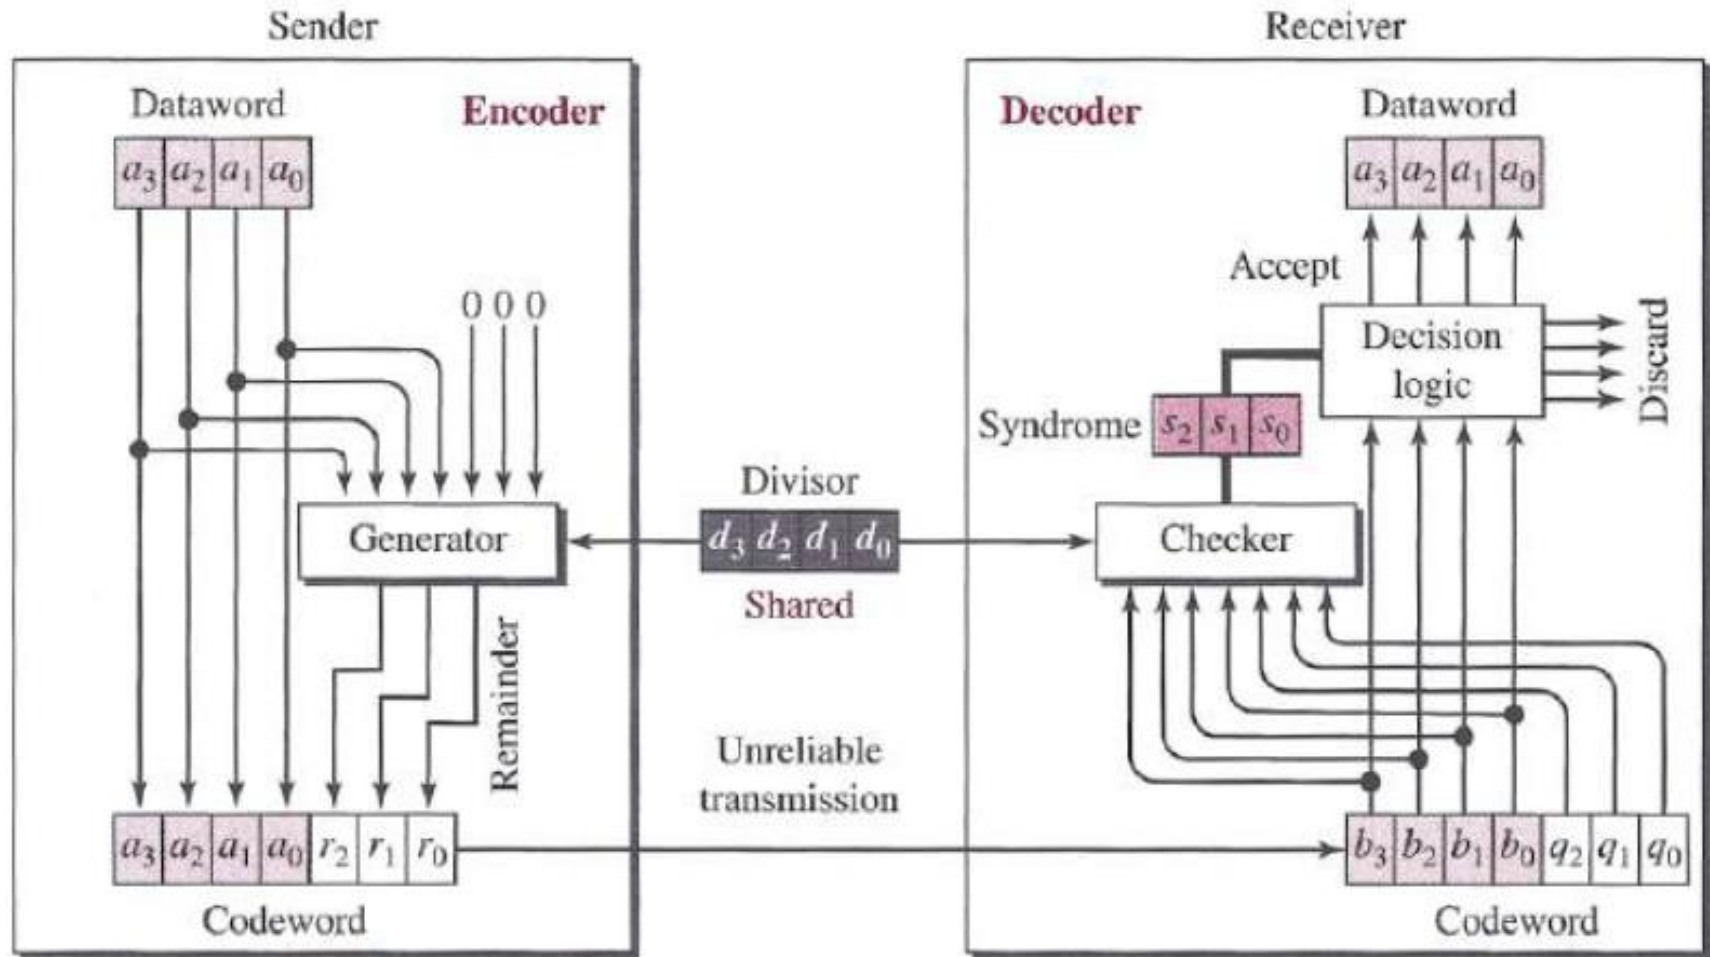 Sender
Receiver
Dataword
Encoder
a3 a2 a1 a0
0 0 0
Generator
Remainder
a3 a2 a1 a0 r2 r1 r0
Codeword
Divisor
d3 d2 d1 d0
Shared
Unreliable
transmission
Decoder
Dataword
a3 a2 a1 a0
Accept
Decision
logic
Discard
Syndrome
s2 s1 s0
Checker
b3 b2 b1 b0 q2 q1 q0
Codeword